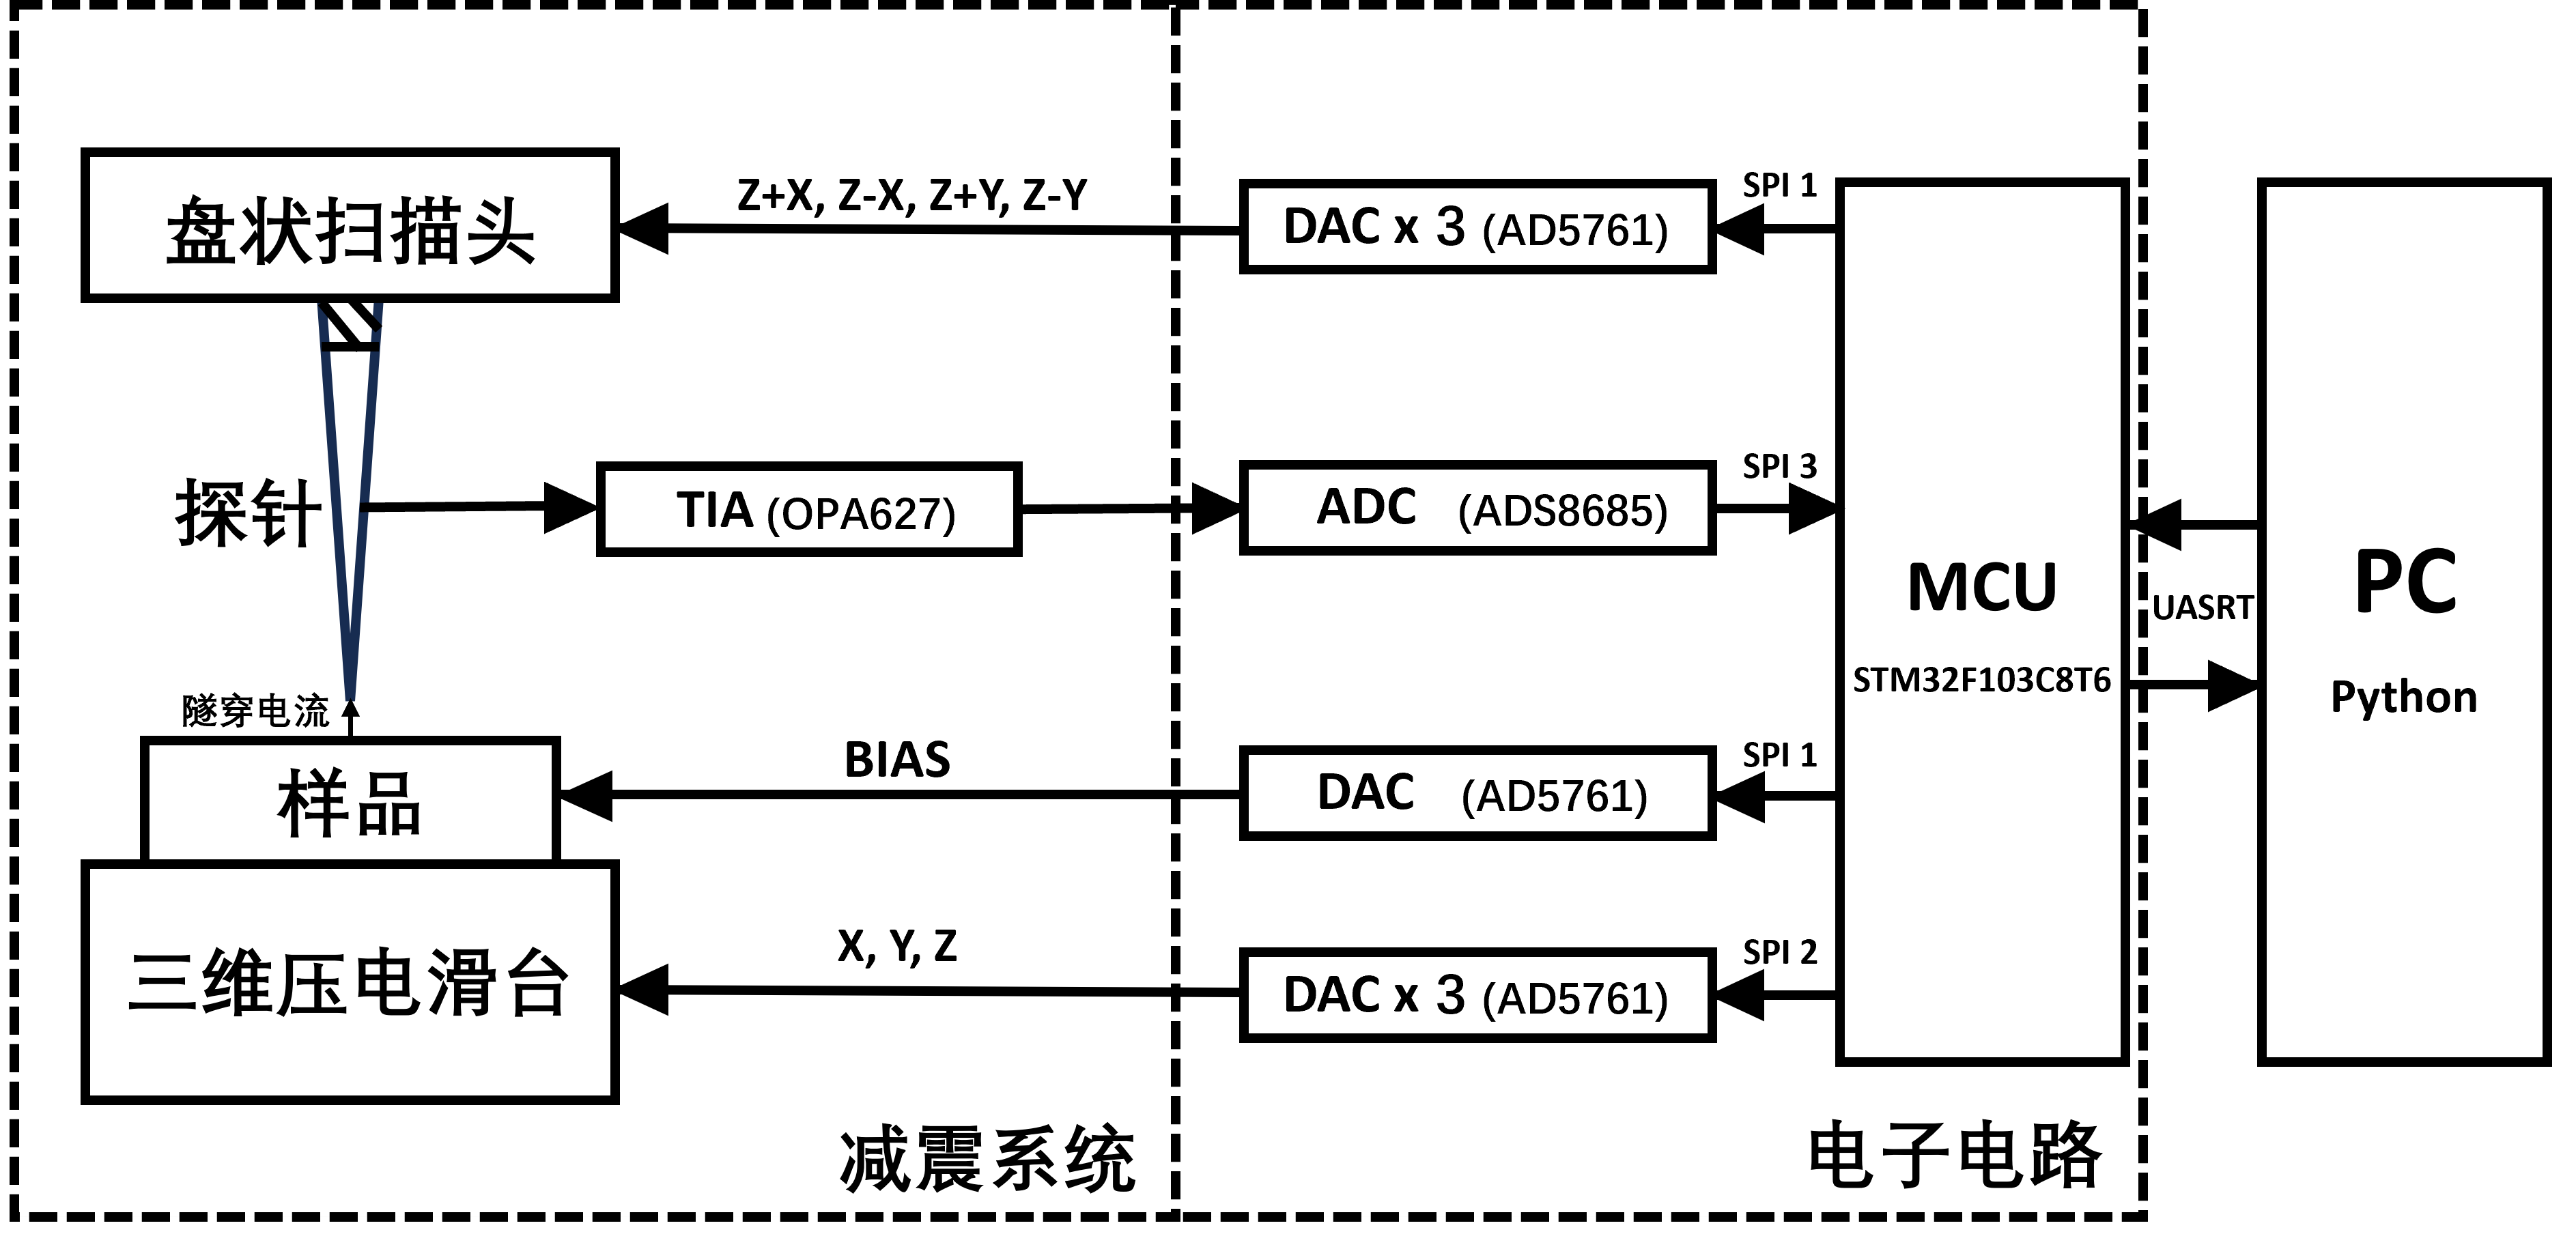 Z+X, Z-X, Z+Y, Z-Y
SPI 1
盘状扫描头
DAC x 3 (AD5761)
SPI 3
探针
TIA (OPA627)
ADC (ADS8685)
MCU
STM32F103C8T6
UASRT
PC
Python
隧穿电流
样品
BIAS
DAC (AD5761)
SPI 1
三维压电滑台
X, Y, Z
DAC x 3 (AD5761)
SPI 2
减震系统
电子电路